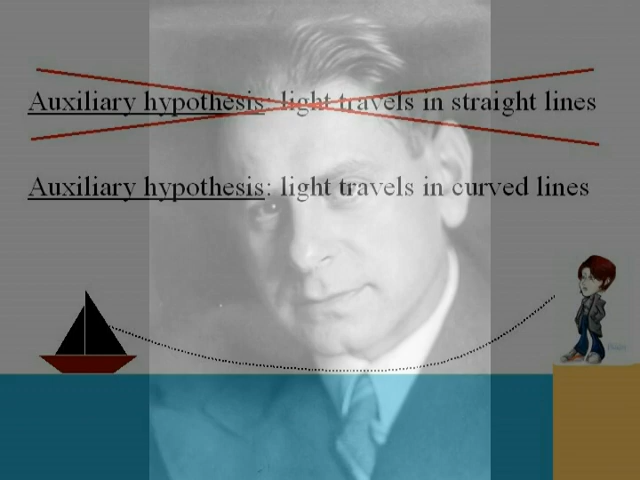 Auxiliary hypothesis: light travels in straight lines
Auxiliary hypothesis: light travels in curved lines